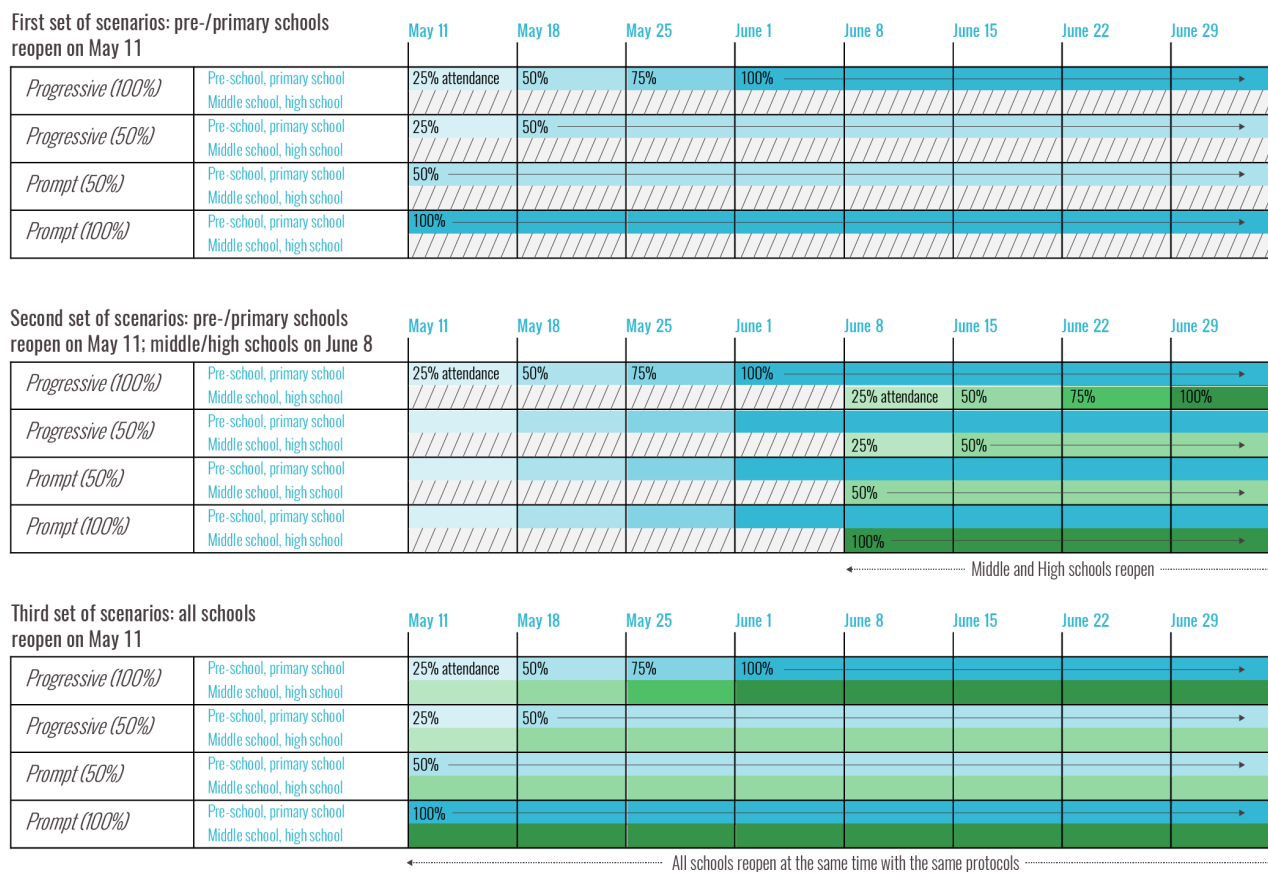 First set of scenarios: pre-/primary schools
reopen on May 11
May 11 May 18 May 25 June 1 June 8 June 15 June 22 June 29
Progressive (100%)
Pre-school, primary school 25% attendance 50% 75% 100%
Middle school, high school
Progressive (50%)
Pre-school, primary school 25% 50%
Middle school, high school
Prompt (50%)
Pre-school, primary school 50%
Middle school, high school
Prompt (100%)
Pre-school, primary school 100%
Middle school, high school
Second set of scenarios: pre-/primary schools
reopen on May 11; middle/high schools on June 8
May 11 May 18 May 25 June 1 June 8 June 15 June 22 June 29
Progressive (100%)
Pre-school, primary school 25% attendance 50% 75% 100%
Middle school, high school 25% attendance 50% 75% 100%
Progressive (50%)
Pre-school, primary school
Middle school, high school 25% 50%
Prompt (50%)
Pre-school, primary school
Middle school, high school 50%
Prompt (100%)
Pre-school, primary school
Middle school, high school 100%
Middle and High schools reopen
Third set of scenarios: all schools
reopen on May 11
May 11 May 18 May 25 June 1 June 8 June 15 June 22 June 29
Progressive (100%)
Pre-school, primary school 25% attendance 50% 75% 100%
Middle school, high school
Progressive (50%)
Pre-school, primary school 25% 50%
Middle school, high school
Prompt (50%)
Pre-school, primary school 50%
Middle school, high school
Prompt (100%)
Pre-school, primary school 100%
Middle school, high school
All schools reopen at the same time with the same protocols